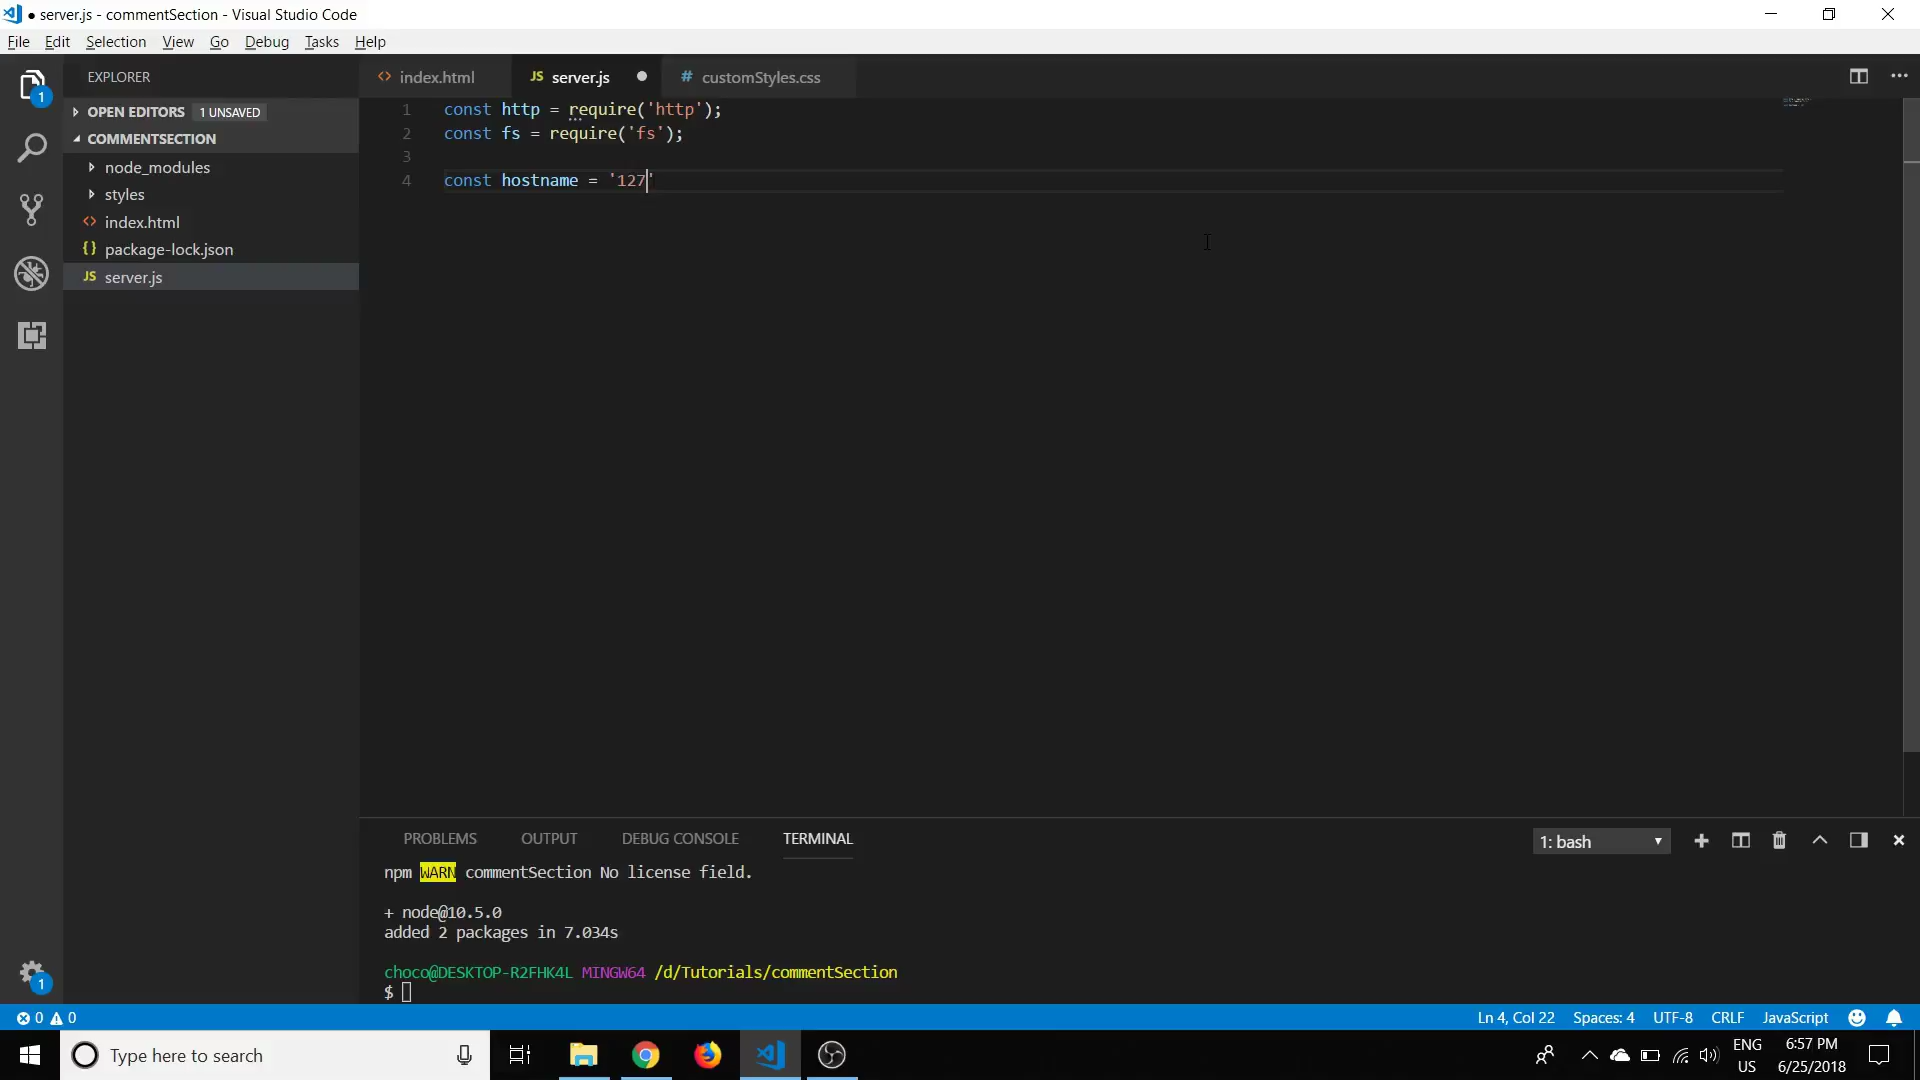 ● server.js - commentSection - Visual Studio Code
File Edit Selection View Go Debug Tasks Help
EXPLORER
OPEN EDITORS 1 UNSAVED
COMMENTSECTION
node_modules
styles
<> index.html
{} package-lock.json
JS server.js
1
1
<> index.html
JS server.js ●
# customStyles.css
1 const http = require('http');
2 const fs = require('fs');
3
4 const hostname = '127'
PROBLEMS OUTPUT DEBUG CONSOLE TERMINAL
1: bash
npm WARN commentSection No license field.
+ node@10.5.0
added 2 packages in 7.034s
choco@DESKTOP-R2FHK4L MINGW64 /d/Tutorials/commentSection
$
0 0
Ln 4, Col 22 Spaces: 4 UTF-8 CRLF JavaScript
Type here to search
ENG
US
6:57 PM
6/25/2018